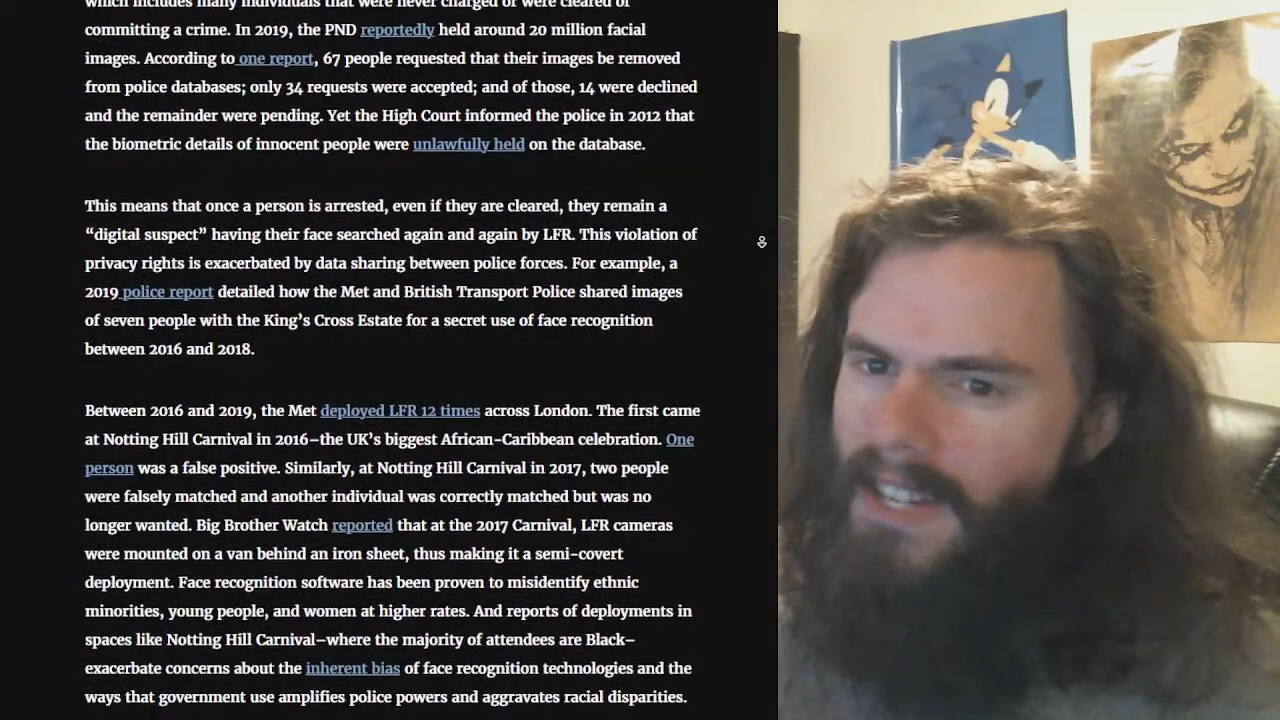 which includes many individuals that were never charged or were cleared of
committing a crime. In 2019, the PND reportedly held around 20 million facial
images. According to one report, 67 people requested that their images be removed
from police databases; only 34 requests were accepted; and of those, 14 were declined
and the remainder were pending. Yet the High Court informed the police in 2012 that
the biometric details of innocent people were unlawfully held on the database.
This means that once a person is arrested, even if they are cleared, they remain a
“digital suspect” having their face searched again and again by LFR. This violation of
privacy rights is exacerbated by data sharing between police forces. For example, a
2019 police report detailed how the Met and British Transport Police shared images
of seven people with the King’s Cross Estate for a secret use of face recognition
between 2016 and 2018.
Between 2016 and 2019, the Met deployed LFR 12 times across London. The first came
at Notting Hill Carnival in 2016–the UK’s biggest African-Caribbean celebration. One
person was a false positive. Similarly, at Notting Hill Carnival in 2017, two people
were falsely matched and another individual was correctly matched but was no
longer wanted. Big Brother Watch reported that at the 2017 Carnival, LFR cameras
were mounted on a van behind an iron sheet, thus making it a semi-covert
deployment. Face recognition software has been proven to misidentify ethnic
minorities, young people, and women at higher rates. And reports of deployments in
spaces like Notting Hill Carnival–where the majority of attendees are Black–
exacerbate concerns about the inherent bias of face recognition technologies and the
ways that government use amplifies police powers and aggravates racial disparities.